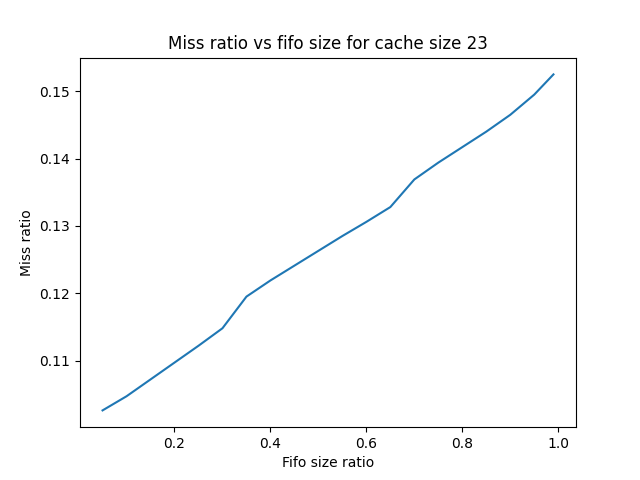 Miss ratio vs fifo size for cache size 23
Miss ratio
0.15
0.14
0.13
0.12
0.11
0.2 0.4 0.6 0.8 1.0
Fifo size ratio